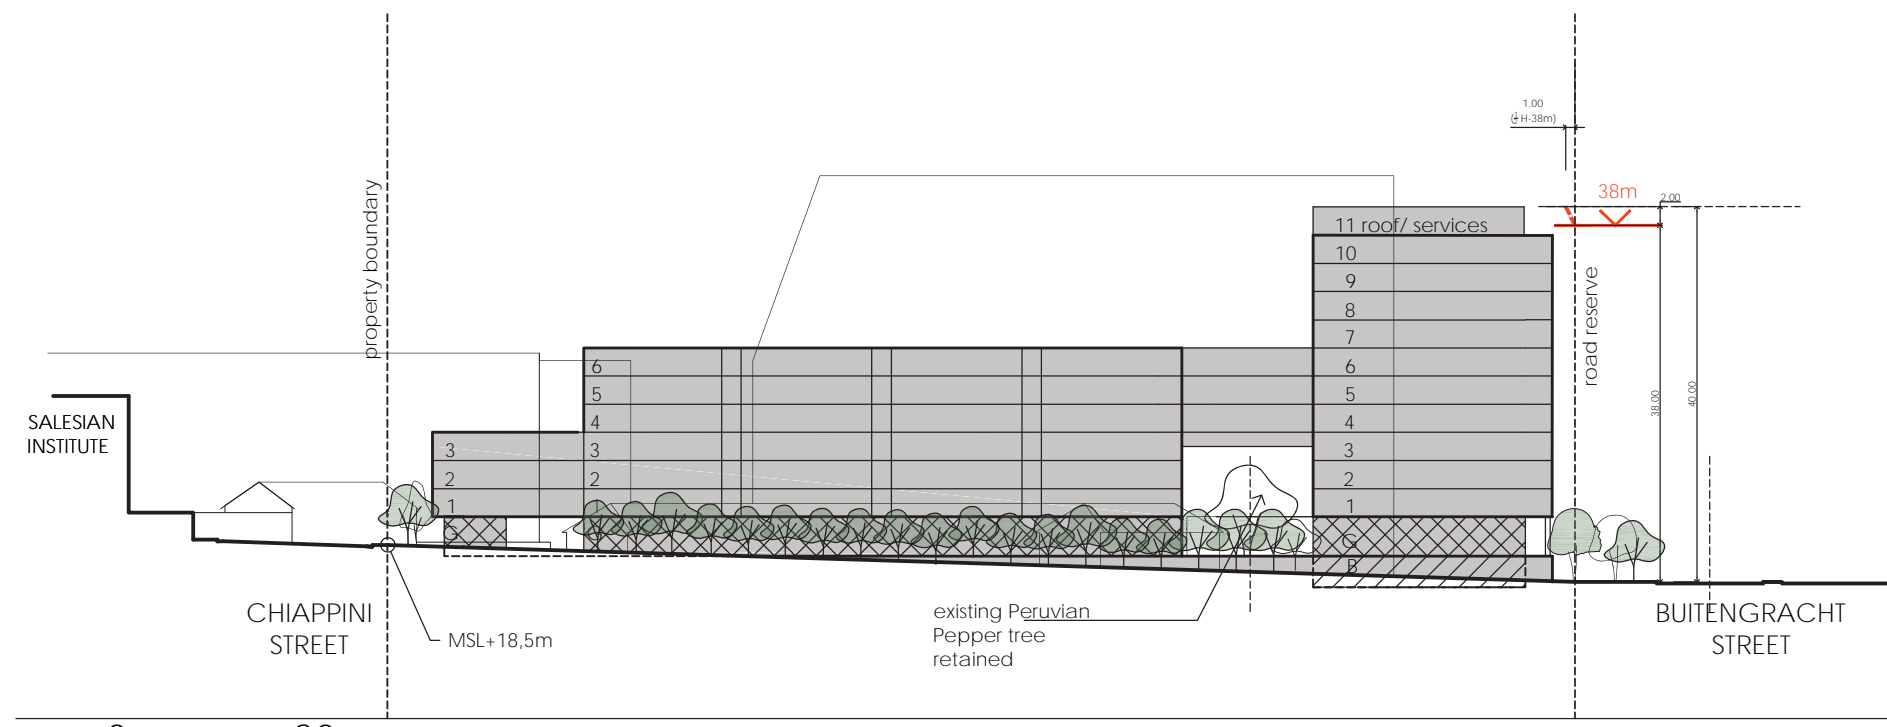 1.00
H-38m)
38m
2.00
property boundary
road reserve
38.00
40.00
11 roof/ services
10
9
8
7
6
5
4
3
2
1
G
B
6
5
4
3
2
3
2
1
G
SALESIAN
INSTITUTE
CHIAPPINI
STREET
MSL+18,5m
existing Peruvian
Pepper tree
retained
BUITENGRACHT
STREET